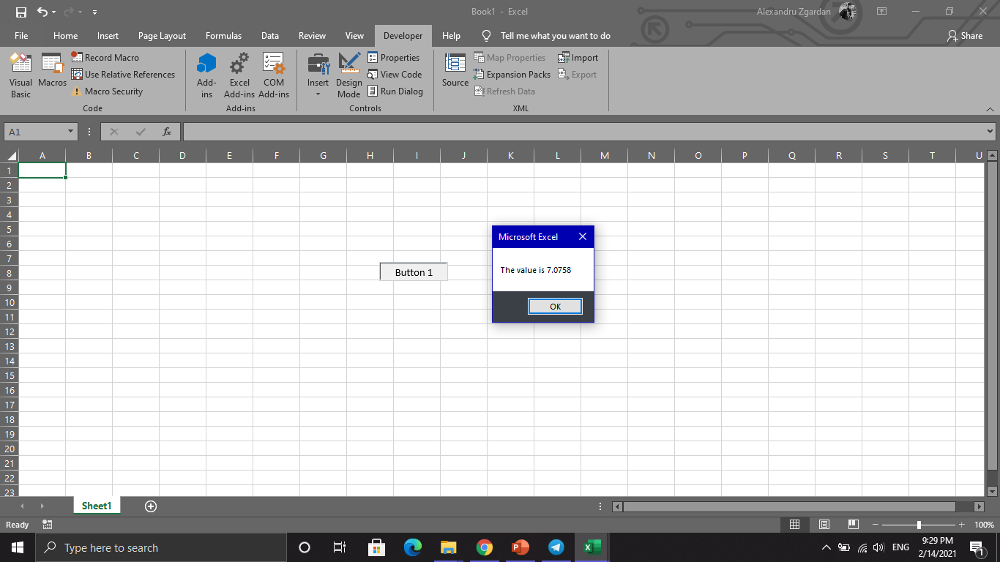 Book1 - Excel
Alexandru Zgardan
File Home Insert Page Layout Formulas Data Review View Developer Help Tell me what you want to do Share
Visual Basic
Macros
Record Macro
Use Relative References
Macro Security
Code
Add-ins
Excel Add-ins
COM Add-ins
Add-ins
Insert
Design Mode
Properties
View Code
Run Dialog
Controls
Source
Map Properties
Expansion Packs
Refresh Data
Import
Export
XML
A1
fx
A B C D E F G H I J K L M N O P Q R S T U
1
2
3
4
5
6
7
8
9
10
11
12
13
14
15
16
17
18
19
20
21
22
23
Button 1
Microsoft Excel
The value is 7.0758
OK
Sheet1
Ready
100%
Type here to search
ENG
9:29 PM
2/14/2021
1